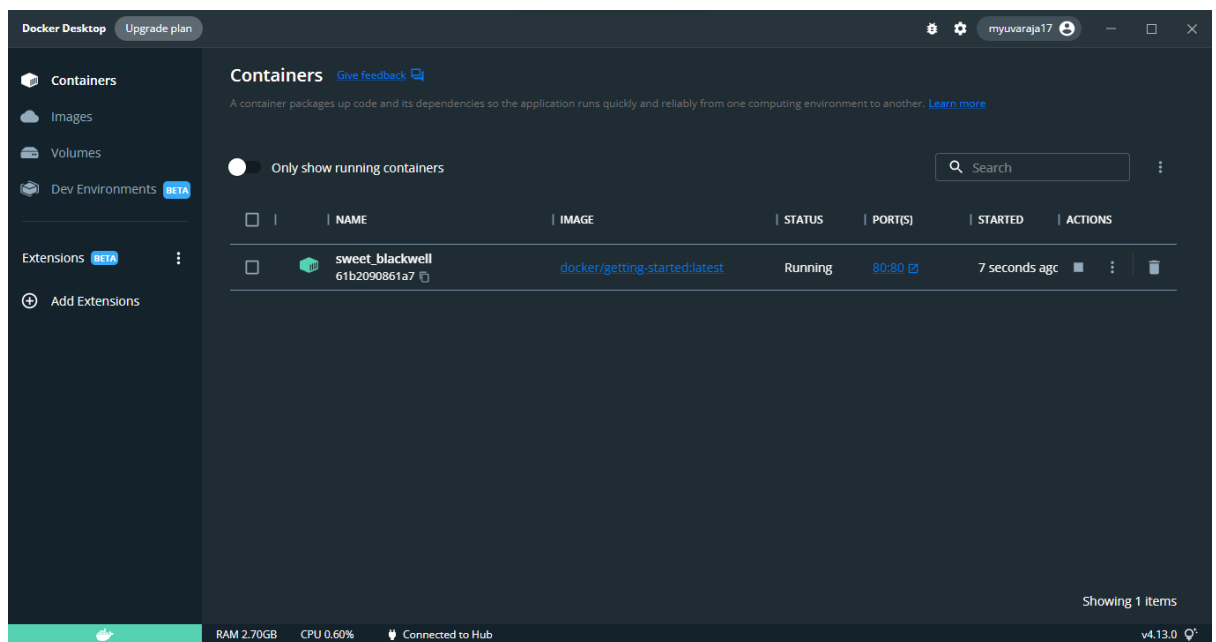 Docker Desktop Upgrade plan myuvaraja17
Containers
Images
Volumes
Dev Environments BETA
Extensions BETA
Add Extensions
Containers Give feedback
A container packages up code and its dependencies so the application runs quickly and reliably from one computing environment to another. Learn more
Only show running containers
Search
NAME IMAGE STATUS PORT(S) STARTED ACTIONS
sweet_blackwell
61b2090861a7
docker/getting-started:latest Running 80:80 7 seconds agc
Showing 1 items
RAM 2.70GB CPU 0.60% Connected to Hub v4.13.0